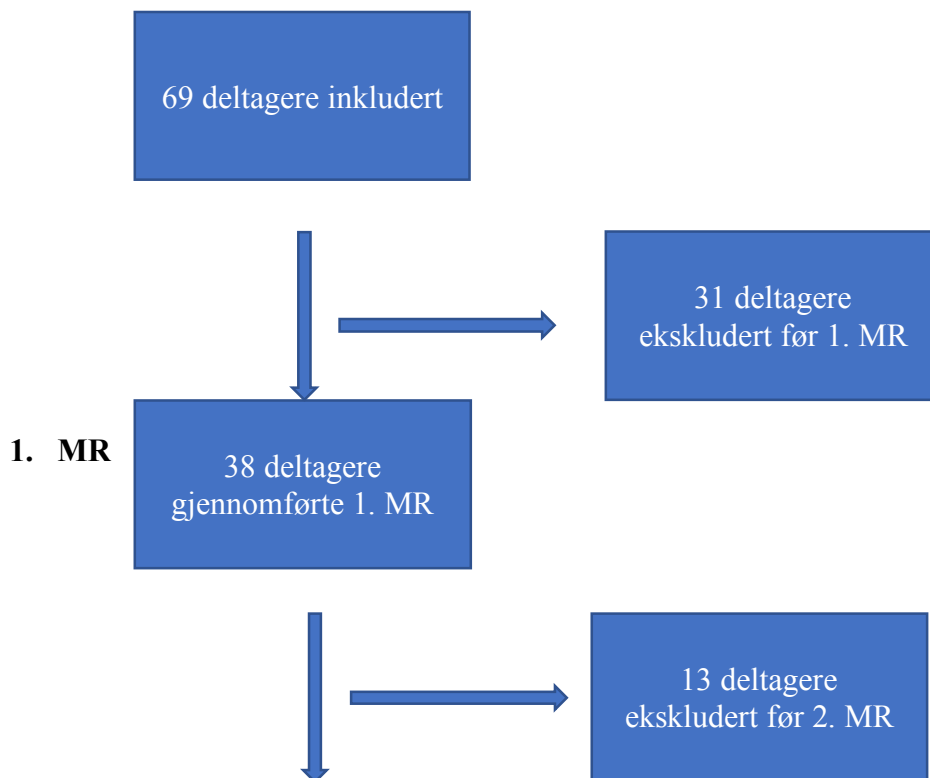 69 deltagere inkludert
31 deltagere
ekskludert før 1. MR
1. MR
38 deltagere
gjennomførte 1. MR
13 deltagere
ekskludert før 2. MR